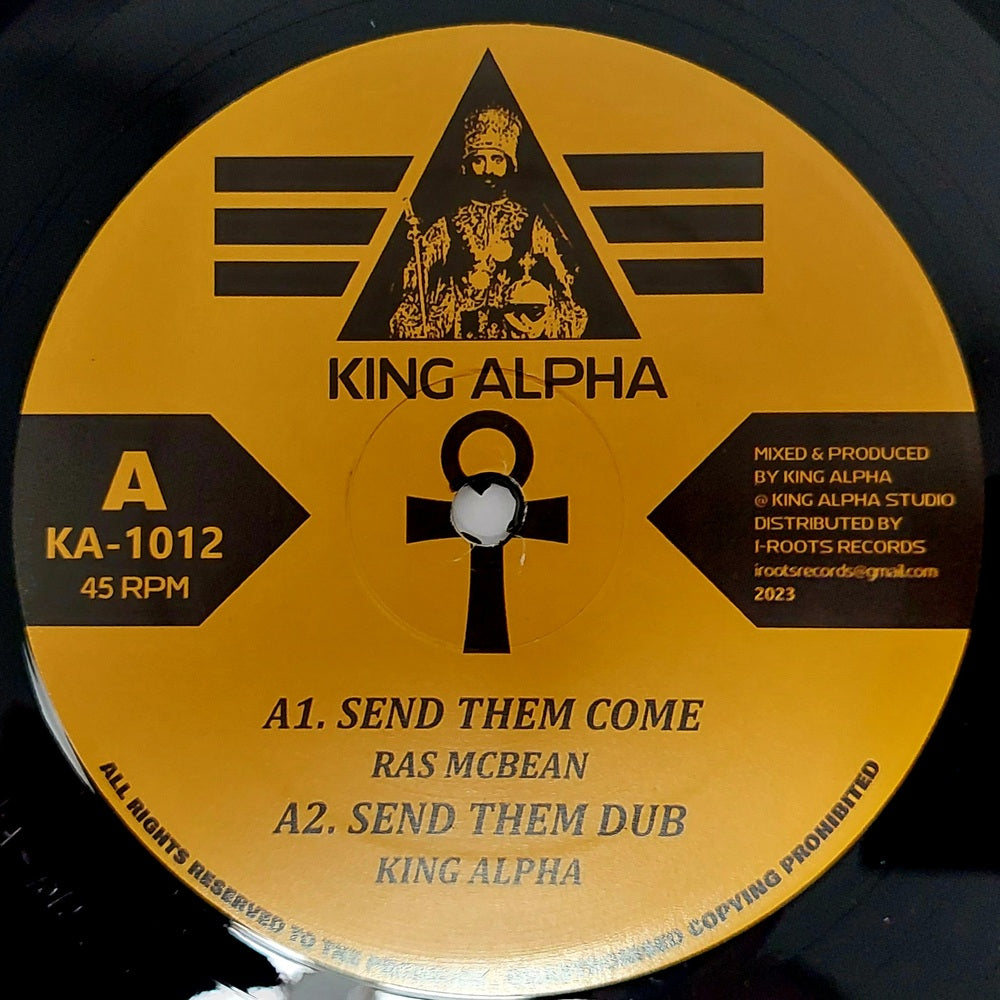 KING ALPHA
A
KA-1012
45 RPM
MIXED & PRODUCED
BY KING ALPHA
@ KING ALPHA STUDIO
DISTRIBUTED BY
I-ROOTS RECORDS
irootsrecords@gmail.com
2023
A1. SEND THEM COME
RAS MCBEAN
A2. SEND THEM DUB
KING ALPHA
ALL RIGHTS RESERVED TO THE COPYING PROHIBITED